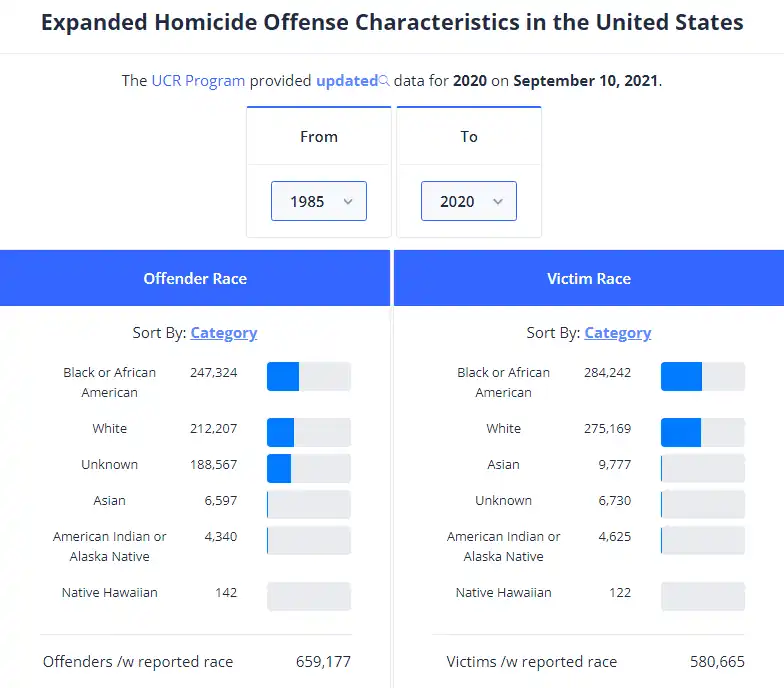 Expanded Homicide Offense Characteristics in the United States
The UCR Program provided updated data for 2020 on September 10, 2021.
From
To
1985
2020
Offender Race
Sort By: Category
Black or African 247,324
American
White 212,207
Unknown 188,567
Asian 6,597
American Indian or 4,340
Alaska Native
Native Hawaiian 142
Offenders /w reported race 659,177
Victim Race
Sort By: Category
Black or African 284,242
American
White 275,169
Asian 9,777
Unknown 6,730
American Indian or 4,625
Alaska Native
Native Hawaiian 122
Victims /w reported race 580,665